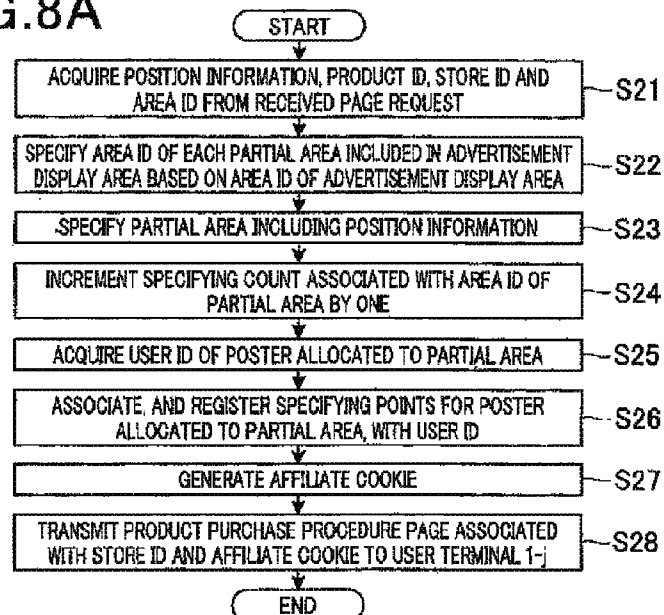 G.8A
START
ACQUIRE POSITION INFORMATION, PRODUCT ID, STORE ID AND
AREA ID FROM RECEIVED PAGE REQUEST
S21
SPECIFY AREA ID OF EACH PARTIAL AREA INCLUDED IN ADVERTISEMENT
DISPLAY AREA BASED ON AREA ID OF ADVERTISEMENT DISPLAY AREA
S22
SPECIFY PARTIAL AREA INCLUDING POSITION INFORMATION
S23
INCREMENT SPECIFYING COUNT ASSOCIATED WITH AREA ID OF
PARTIAL AREA BY ONE
S24
ACQUIRE USER ID OF POSTER ALLOCATED TO PARTIAL AREA
S25
ASSOCIATE, AND REGISTER SPECIFYING POINTS FOR POSTER
ALLOCATED TO PARTIAL AREA, WITH USER ID
S26
GENERATE AFFILIATE COOKIE
S27
TRANSMIT PRODUCT PURCHASE PROCEDURE PAGE ASSOCIATED
WITH STORE ID AND AFFILIATE COOKIE TO USER TERMINAL 1-j
S28
END